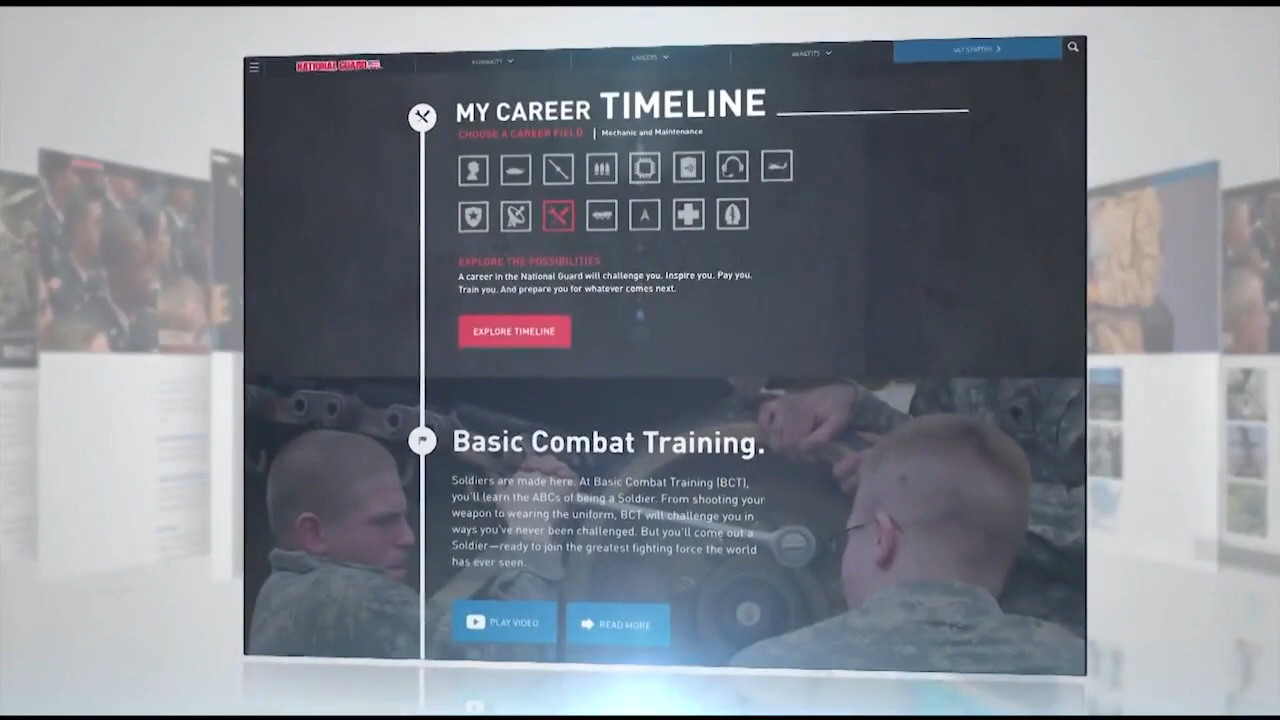 NATIONAL GUARD
ELIGIBILITY
CAREERS
BENEFITS
GET STARTED
MY CAREER TIMELINE
CHOOSE A CAREER FIELD | Mechanic and Maintenance
EXPLORE THE POSSIBILITIES
A career in the National Guard will challenge you. Inspire you. Pay you.
Train you. And prepare you for whatever comes next.
EXPLORE TIMELINE
Basic Combat Training.
Soldiers are made here. At Basic Combat Training (BCT),
you'll learn the ABCs of being a Soldier. From shooting your
weapon to wearing the uniform, BCT will challenge you in
ways you've never been challenged. But you'll come out a
Soldier—ready to join the greatest fighting force the world
has ever seen.
PLAY VIDEO
READ MORE